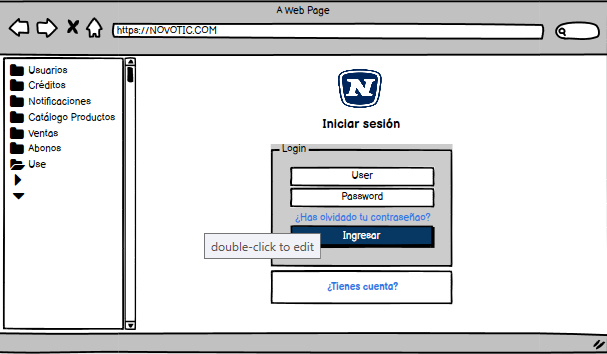 A Web Page
https://NOVOTIC.COM
Usuarios
Créditos
Notificaciones
Catálogo Productos
Ventas
Abonos
Use
N
Iniciar sesión
Login
User
Password
¿Has olvidado tu contraseñao?
Ingresar
double-click to edit
¿Tienes cuenta?